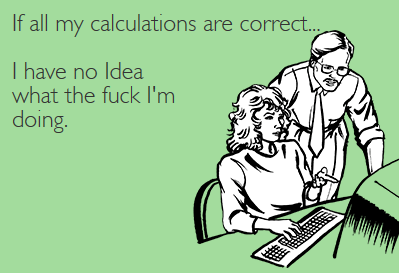 If all my calculations are correct...
I have no Idea
what the fuck I'm
doing.